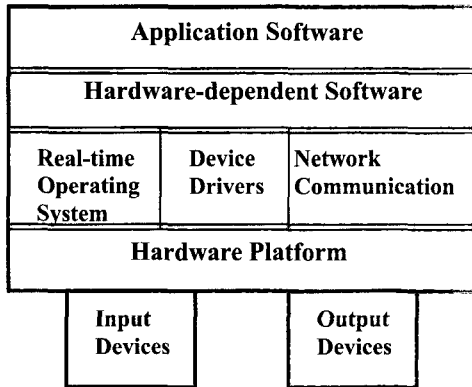 Application Software
Hardware-dependent Software
Real-time
Operating
System
Device
Drivers
Network
Communication
Hardware Platform
Input
Devices
Output
Devices